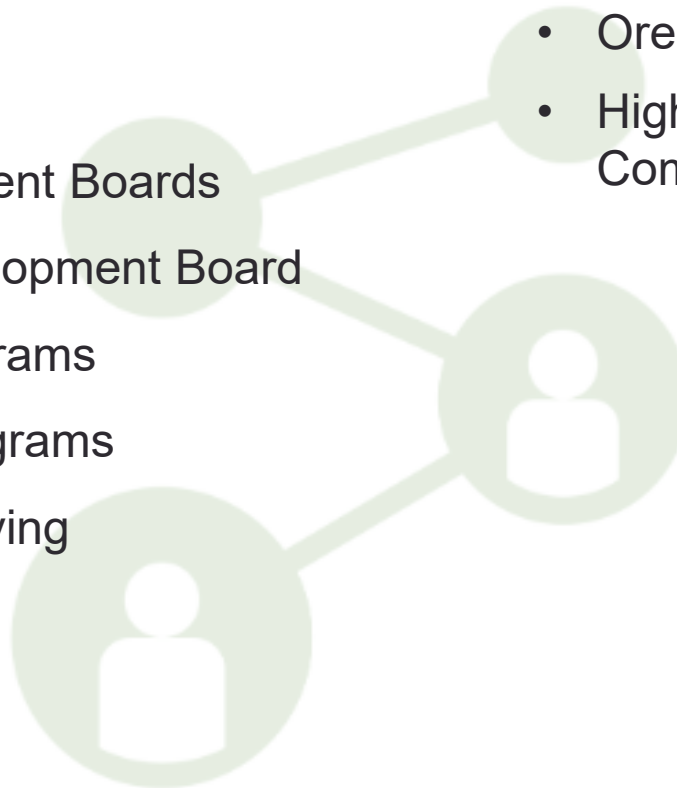 ent Boards
opment Board
rams
grams
ving
• Ore
• High
Com